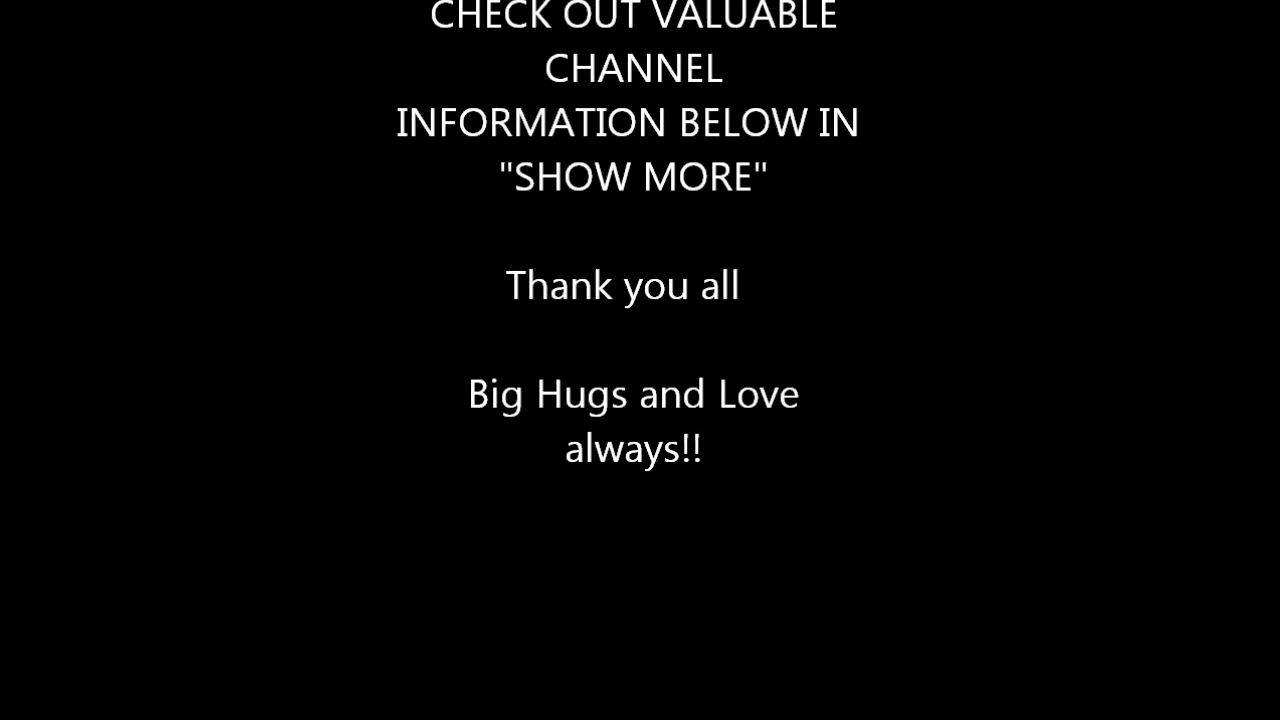 CHECK OUT VALUABLE
CHANNEL
INFORMATION BELOW IN
"SHOW MORE"
Thank you all
Big Hugs and Love
always!!